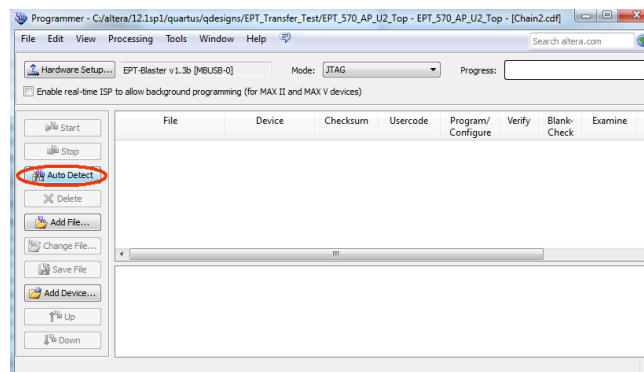 Programmer - C:/altera/12.1sp1/quartus/qdesigns/EPT_Transfer_Test/EPT_570_AP_U2_Top - EPT_570_AP_U2_Top - [Chain2.cdf]
File Edit View Processing Tools Window Help
Search altera.com
Hardware Setup... EPT-Blaster v1.3b [MBUSB-0] Mode: JTAG Progress:
Enable real-time ISP to allow background programming (for MAX II and MAX V devices)
File Device Checksum Usercode Program/ Verify Blank- Examine
Configure Check
Start
Stop
Auto Detect
Delete
Add File...
Change File...
Save File
Add Device...
Up
Down